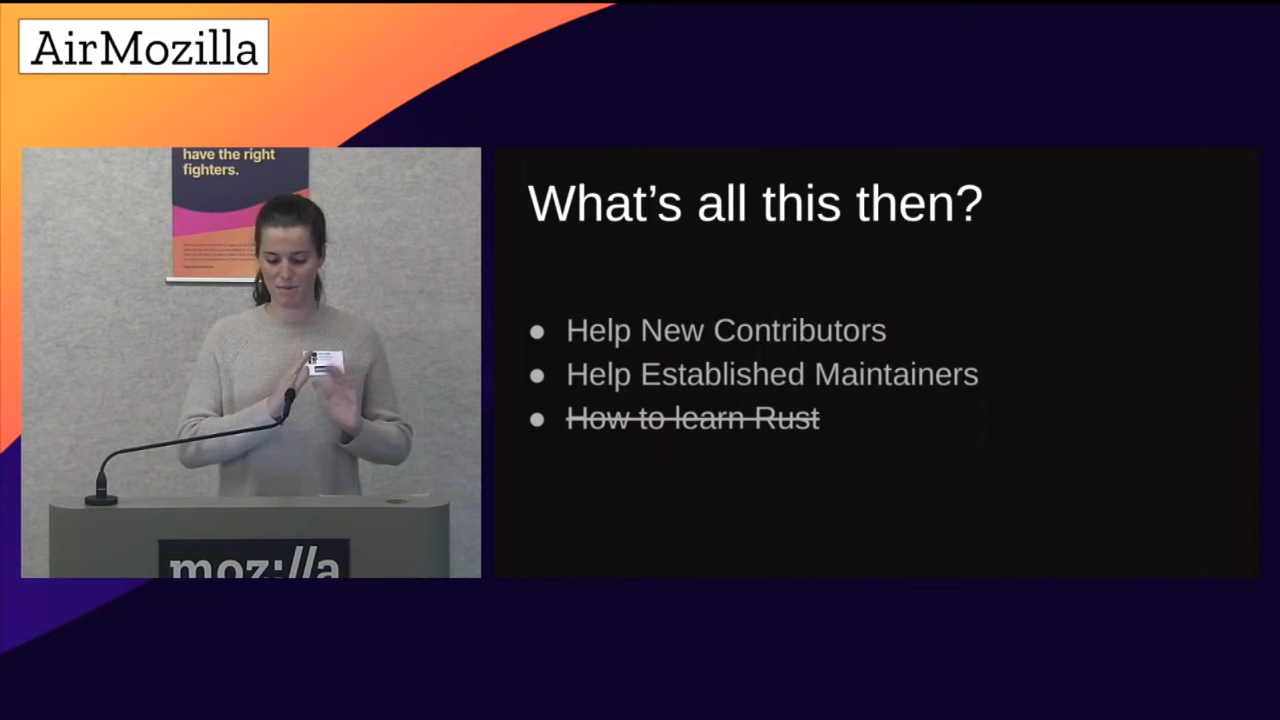 AirMozilla
have the right
fighters.
What's all this then?
● Help New Contributors
● Help Established Maintainers
● How to learn Rust
moz://a